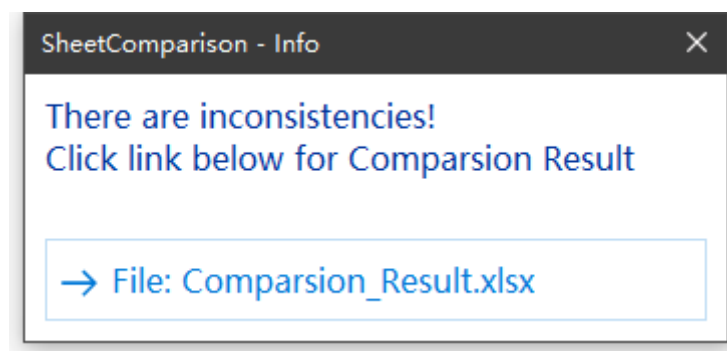 SheetComparison - Info
There are inconsistencies!
Click link below for Comparsion Result
→ File: Comparsion_Result.xlsx